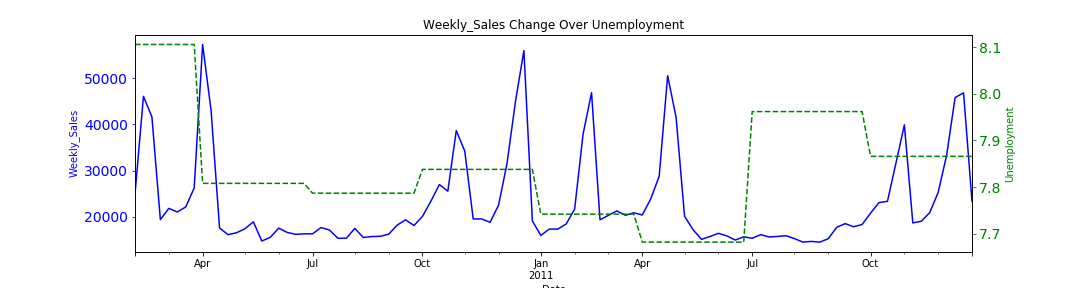 Weekly_Sales Change Over Unemployment
50000
40000
30000
20000
Weekly_Sales
8.1
8.0
7.9
7.8
7.7
Unemployment
Apr Jul Oct Jan Apr Jul Oct
2011
Date